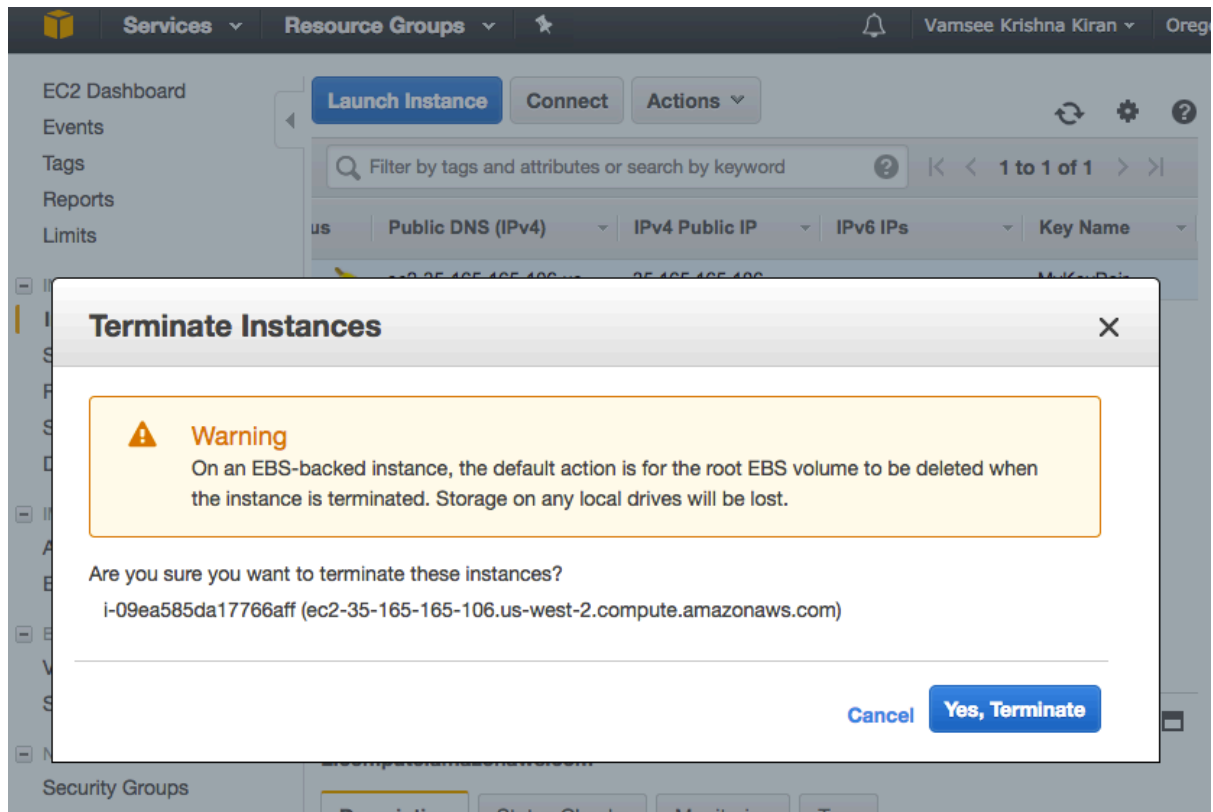 Services Resource Groups Vamsee Krishna Kiran
EC2 Dashboard
Events
Tags
Reports
Limits
Launch Instance Connect Actions
Filter by tags and attributes or search by keyword 1 to 1 of 1
us Public DNS (IPv4) IPv4 Public IP IPv6 IPs Key Name
Terminate Instances
Warning
On an EBS-backed instance, the default action is for the root EBS volume to be deleted when
the instance is terminated. Storage on any local drives will be lost.
Are you sure you want to terminate these instances?
i-09ea585da17766aff (ec2-35-165-165-106.us-west-2.compute.amazonaws.com)
Cancel Yes, Terminate
Security Groups